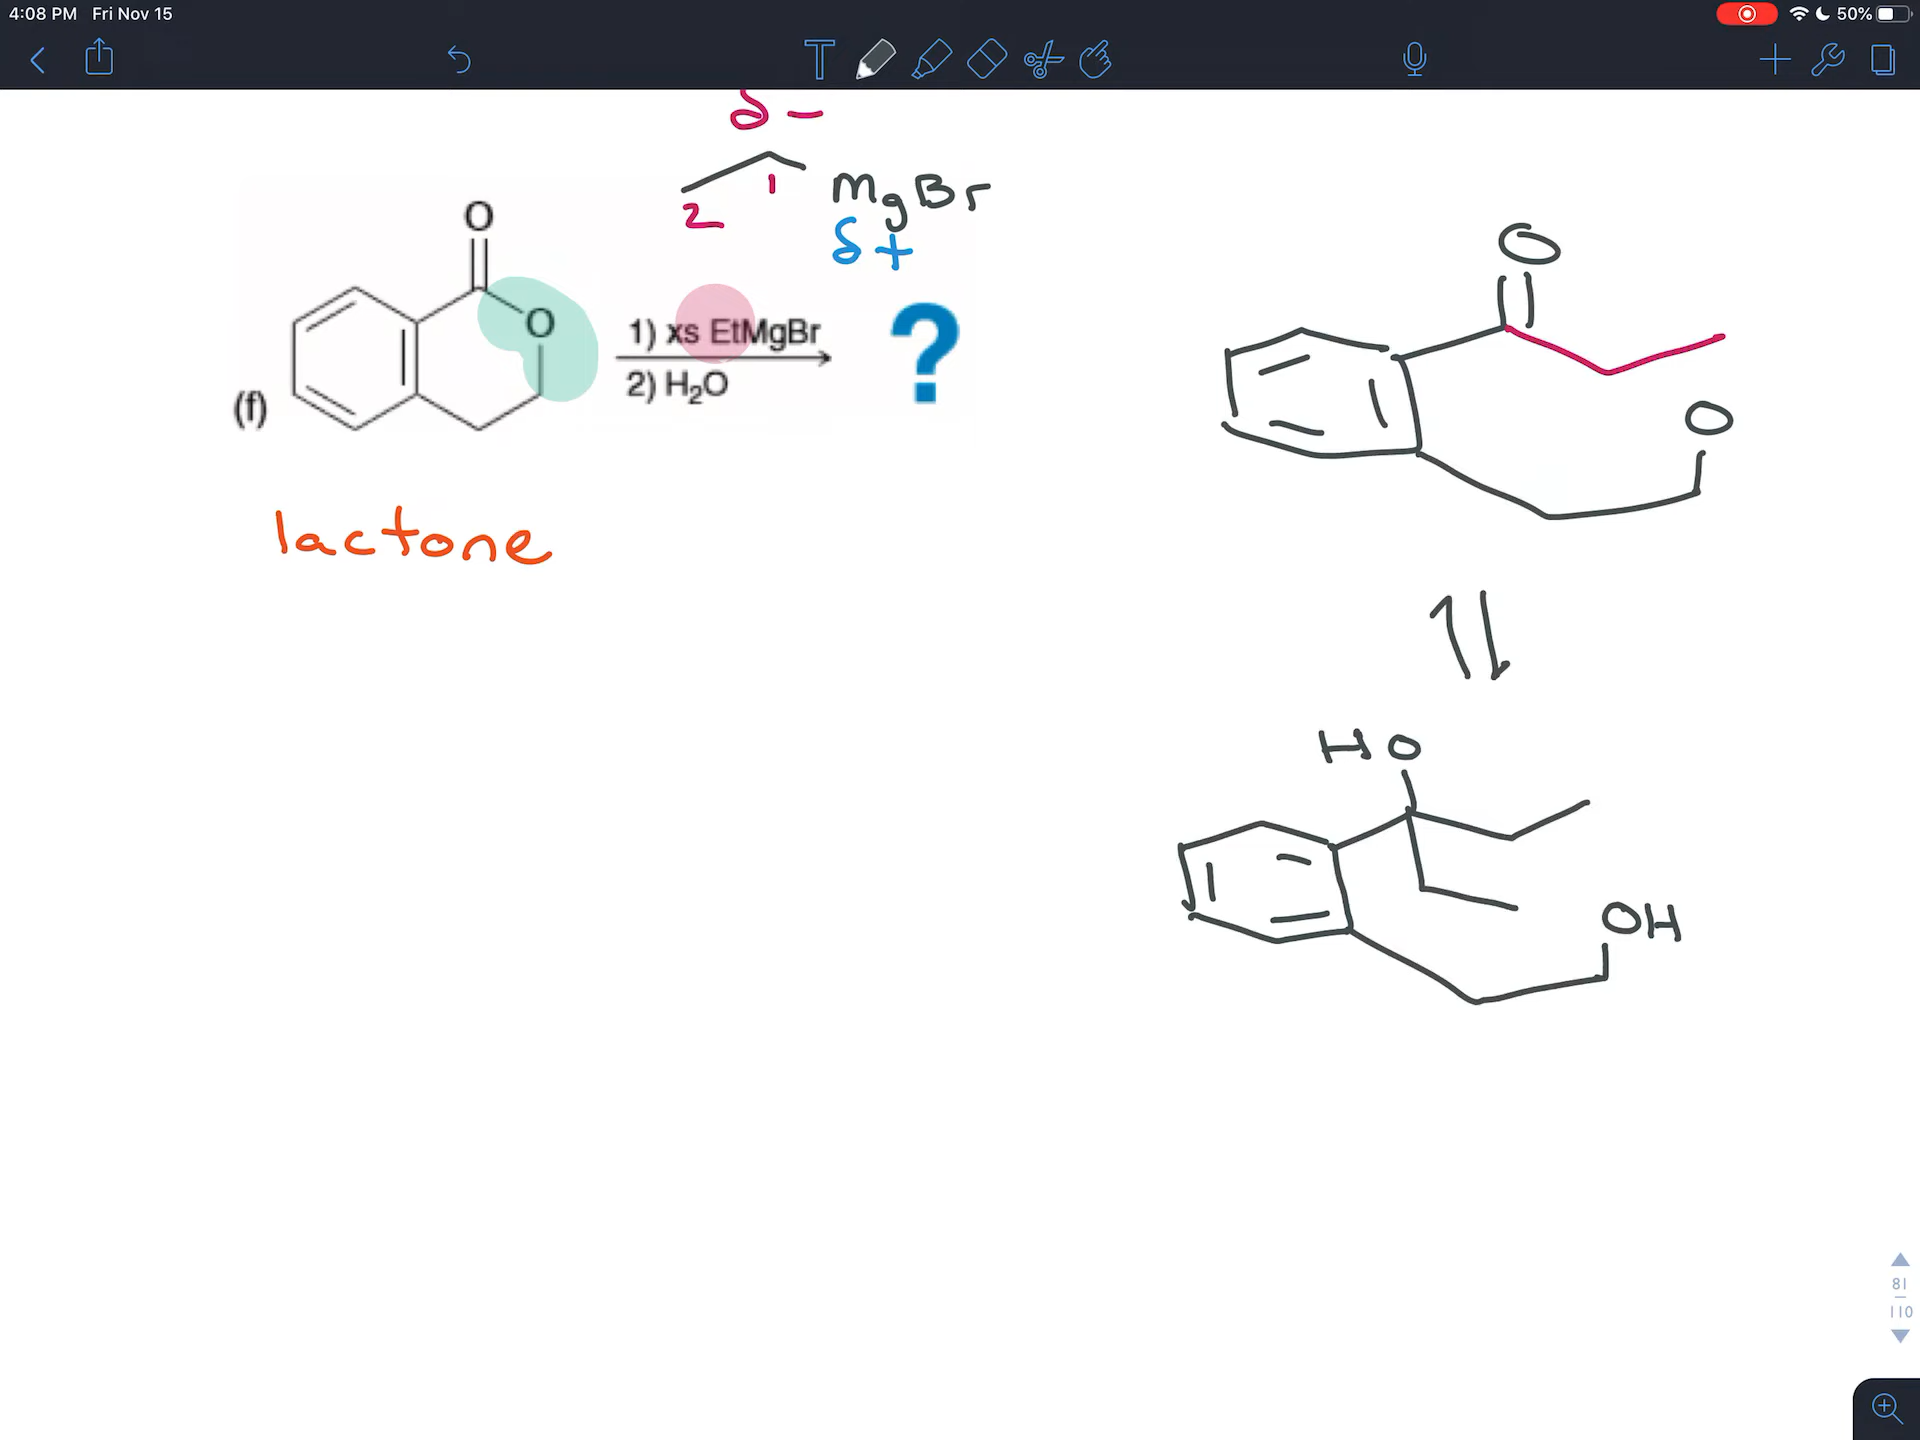 4:08 PM Fri Nov 15
50%
T
δ −
1
2
MgBr
δ +
O
O
1) xs EtMgBr
2) H₂O
?
(f)
lactone
O
O
HO
OH
81
110